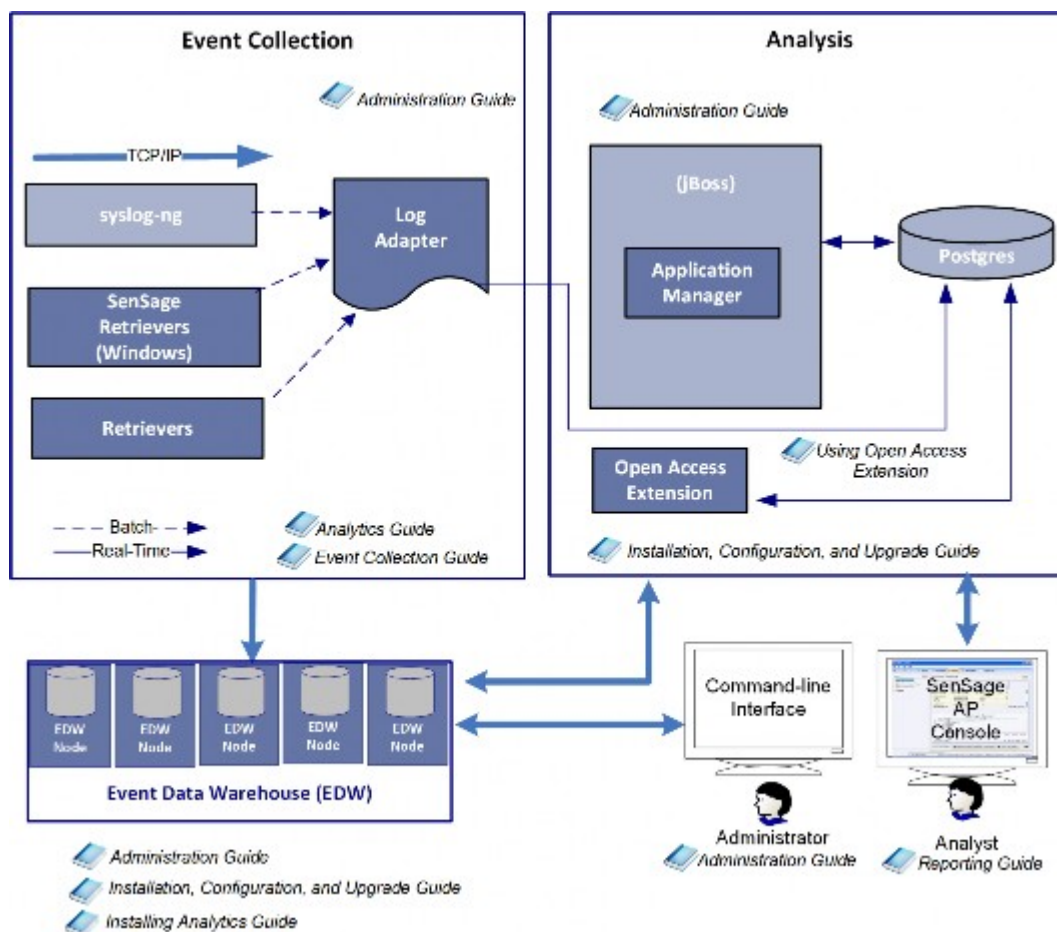 Event Collection
Administration Guide
TCP/IP
syslog-ng
Log
Adapter
SenSage
Retrievers
(Windows)
Retrievers
Batch
Real-Time
Analytics Guide
Event Collection Guide
Analysis
Administration Guide
(jBoss)
Application
Manager
Postgres
Using Open Access
Extension
Open Access
Extension
Installation, Configuration, and Upgrade Guide
EDW
Node
EDW
Node
EDW
Node
EDW
Node
EDW
Node
Event Data Warehouse (EDW)
Administration Guide
Installation, Configuration, and Upgrade Guide
Installing Analytics Guide
Command-line
Interface
Administrator
Administration Guide
SenSage
AP
Console
Analyst
Reporting Guide